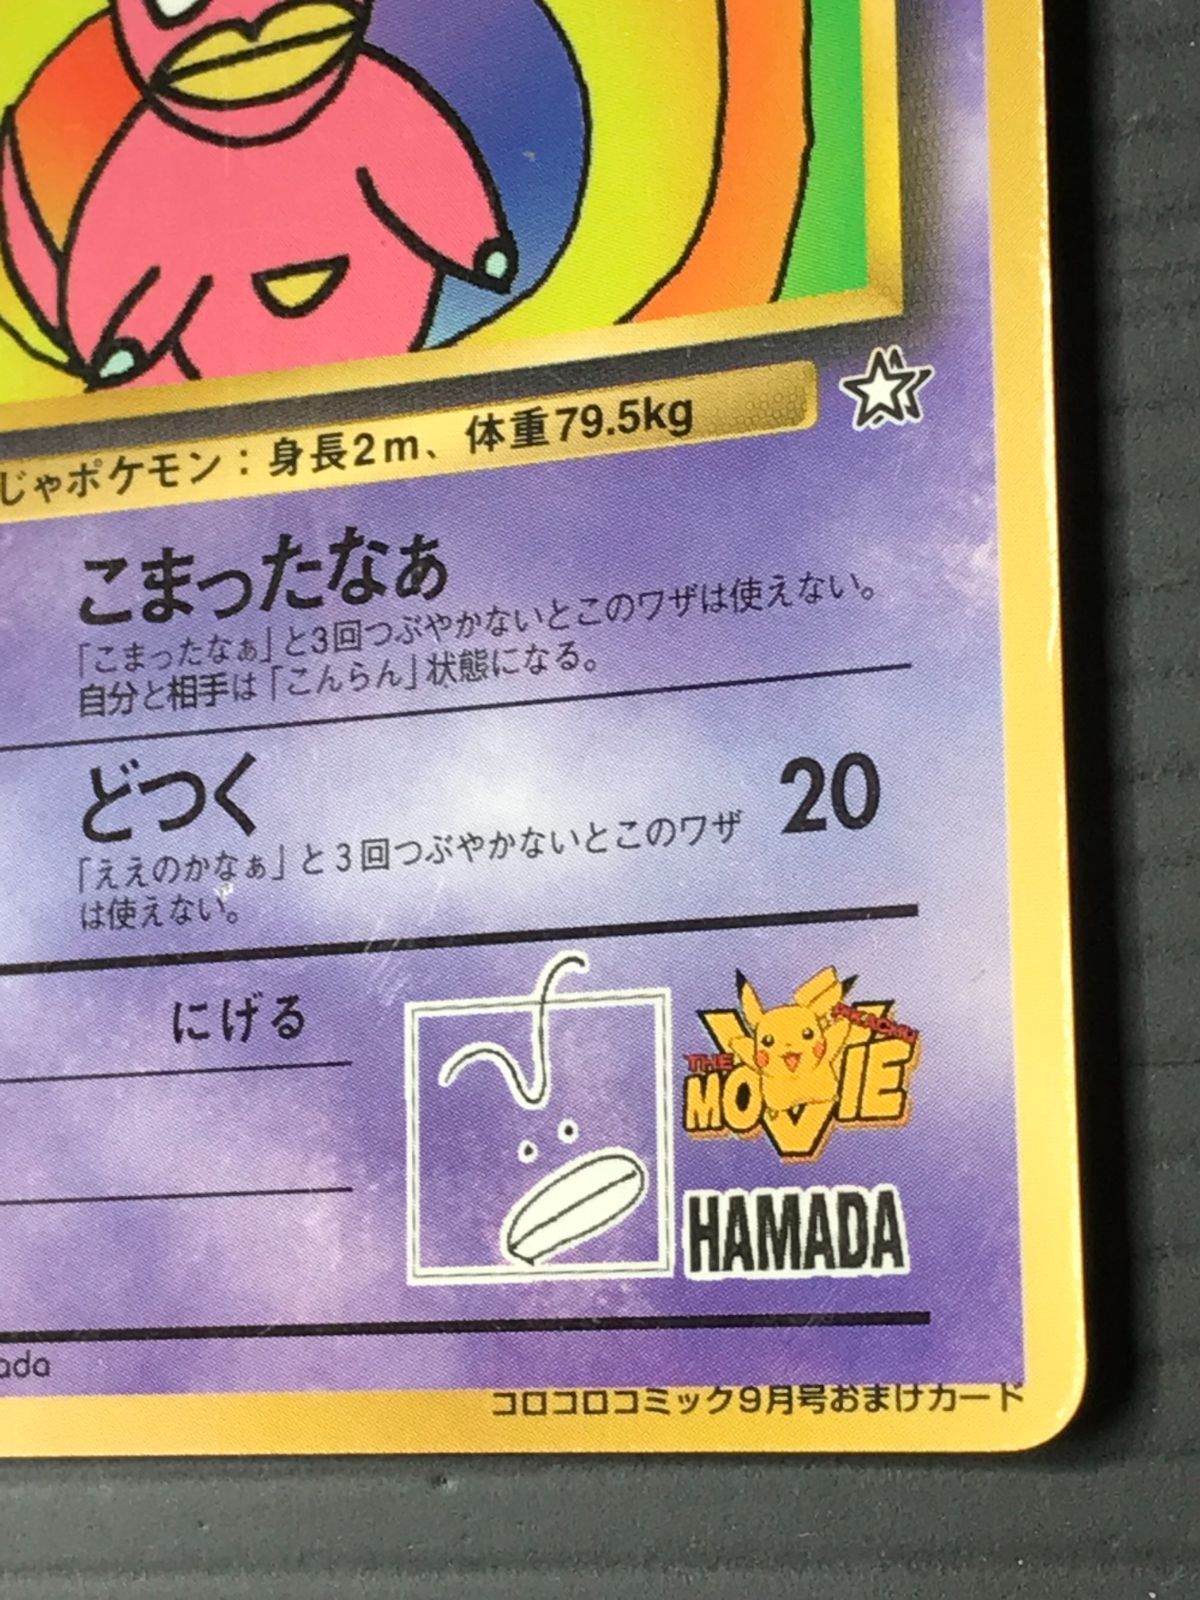 じゃポケモン：身長2m、体重79.5kg
こまったなぁ
「こまったなぁ」と3回つぶやかないとこのワザは使えない。
自分と相手は「こんらん」状態になる。
どつく 20
「ええのかなぁ」と3回つぶやかないとこのワザ
は使えない。
にげる
PIKACHU
THE
MOVIE
HAMADA
ada
コロコロコミック9月号おまけカード